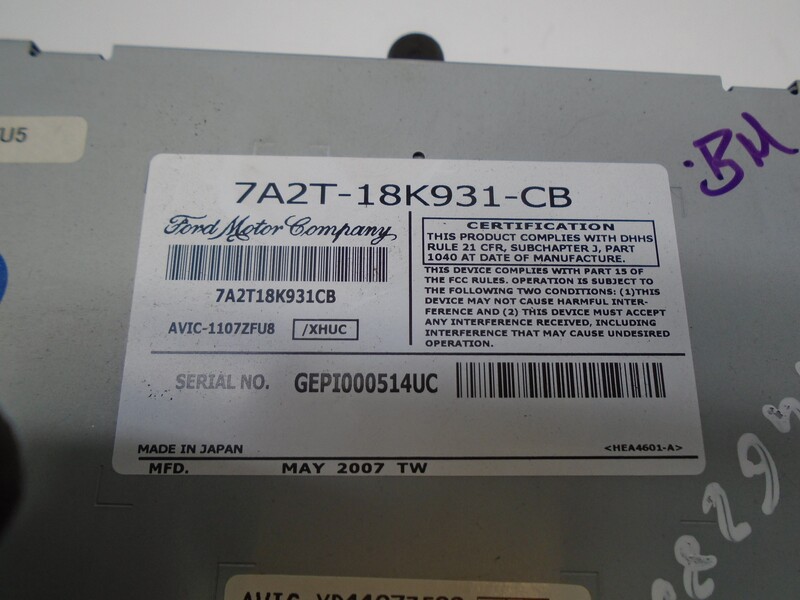 U5
BM
7A2T-18K931-CB
Ford Motor Company
7A2T18K931CB
AVIC-1107ZFU8 /XHUC
CERTIFICATION
THIS PRODUCT COMPLIES WITH DHHS
RULE 21 CFR, SUBCHAPTER J, PART
1040 AT DATE OF MANUFACTURE.
THIS DEVICE COMPLIES WITH PART 15 OF
THE FCC RULES. OPERATION IS SUBJECT TO
THE FOLLOWING TWO CONDITIONS: (1)THIS
DEVICE MAY NOT CAUSE HARMFUL INTER-
FERENCE AND (2) THIS DEVICE MUST ACCEPT
ANY INTERFERENCE RECEIVED, INCLUDING
INTERFERENCE THAT MAY CAUSE UNDESIRED
OPERATION.
SERIAL NO. GEPI000514UC
MADE IN JAPAN <HEA4601-A>
MFD. MAY 2007 TW